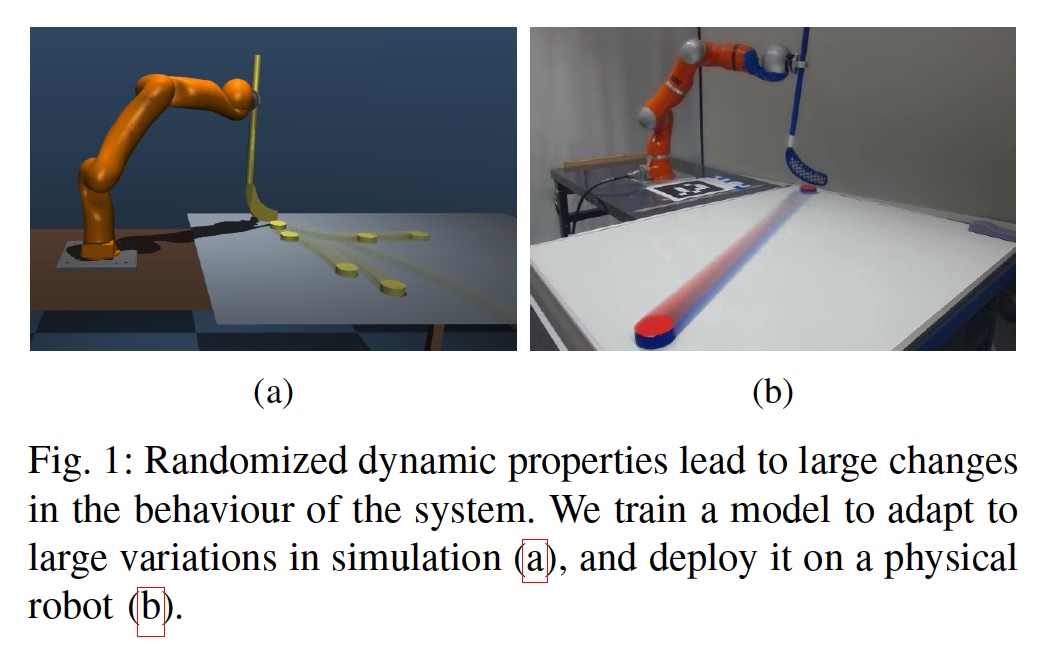 (a)
(b)
Fig. 1: Randomized dynamic properties lead to large changes
in the behaviour of the system. We train a model to adapt to
large variations in simulation (a), and deploy it on a physical
robot (b).